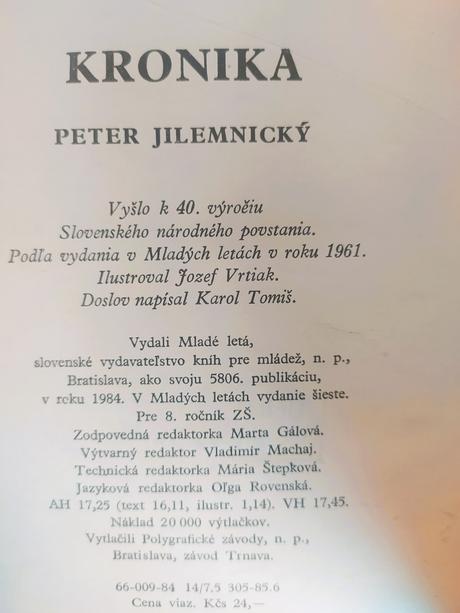 KRONIKA
PETER JILEMNICKÝ
Vyšlo k 40. výročiu
Slovenského národného povstania.
Podľa vydania v Mladých letách v roku 1961.
Ilustroval Jozef Vrtiak.
Doslov napísal Karol Tomiš.
Vydali Mladé letá,
slovenské vydavateľstvo kníh pre mládež, n. p.,
Bratislava, ako svoju 5806. publikáciu,
v roku 1984. V Mladých letách vydanie šieste.
Pre 8. ročník ZŠ.
Zodpovedná redaktorka Marta Gálová.
Výtvarný redaktor Vladimír Machaj.
Technická redaktorka Mária Štepková.
Jazyková redaktorka Oľga Rovenská.
AH 17,25 (text 16,11, ilustr. 1,14). VH 17,45.
Náklad 20 000 výtlačkov.
Vytlačili Polygrafické závody, n. p.,
Bratislava, závod Trnava.
66-009-84 14/7,5 305-85.6
Cena viaz. Kčs 24,—